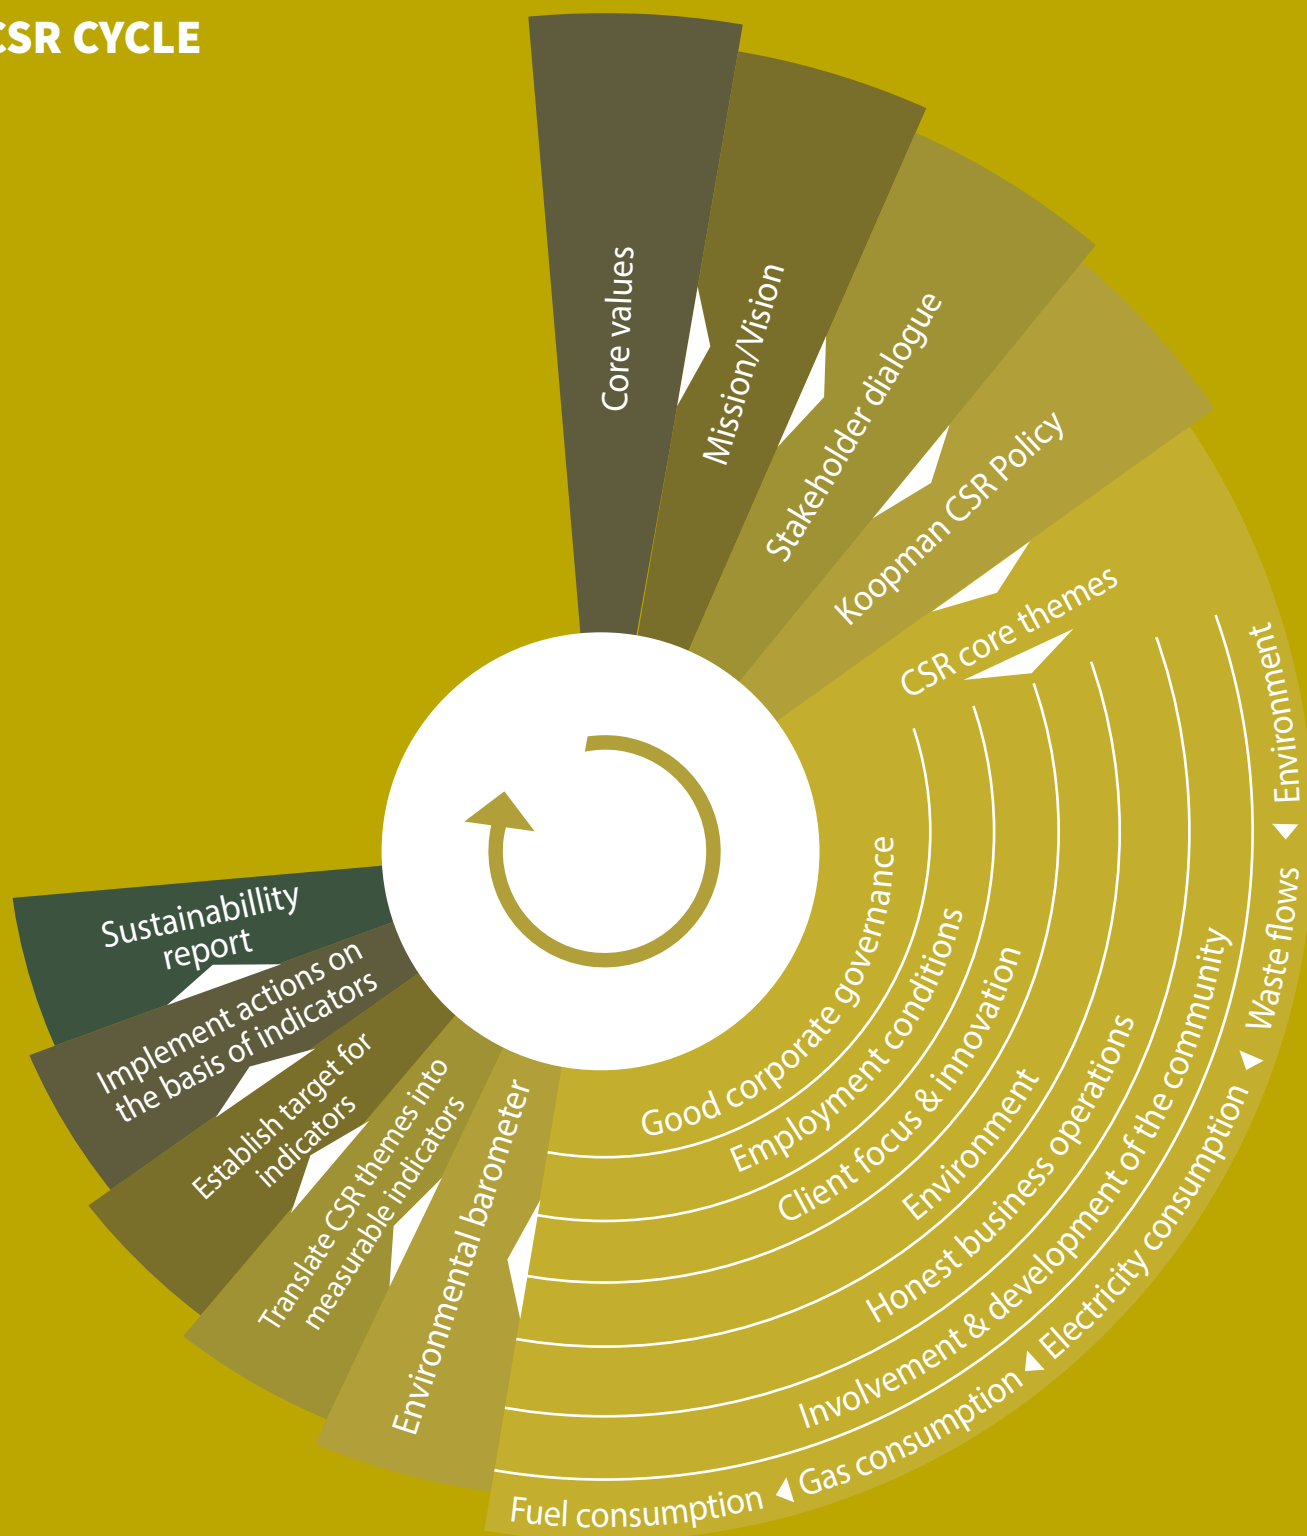 CSR CYCLE
Core values
Mission/Vision
Stakeholder dialogue
Koopman CSR Policy
CSR core themes
Good corporate governance
Employment conditions
Client focus & innovation
Environment
Honest business operations
Involvement & development of the community
Environment
Waste flows
Electricity consumption
Gas consumption
Fuel consumption
Environmental barometer
Translate CSR themes into
measurable indicators
Establish target for
indicators
Implement actions on
the basis of indicators
Sustainabillity
report